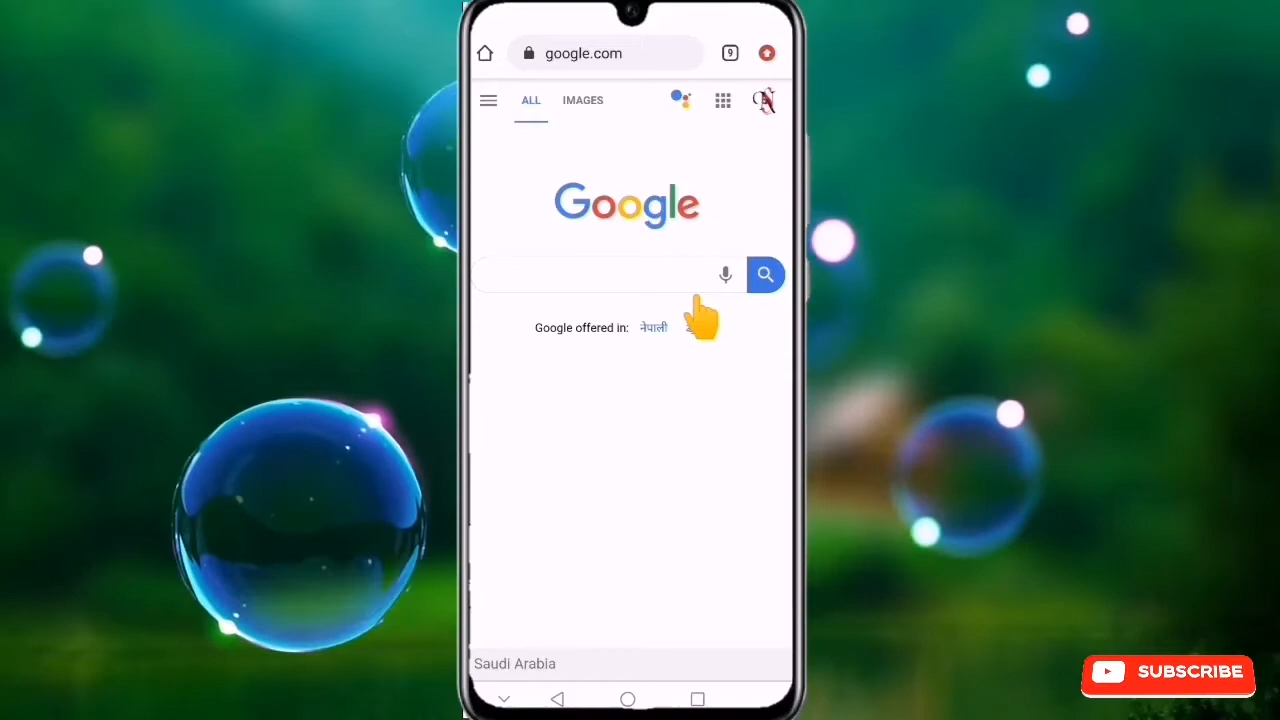 google.com
9
ALL IMAGES
Google
Google offered in: नेपाली
Saudi Arabia
SUBSCRIBE